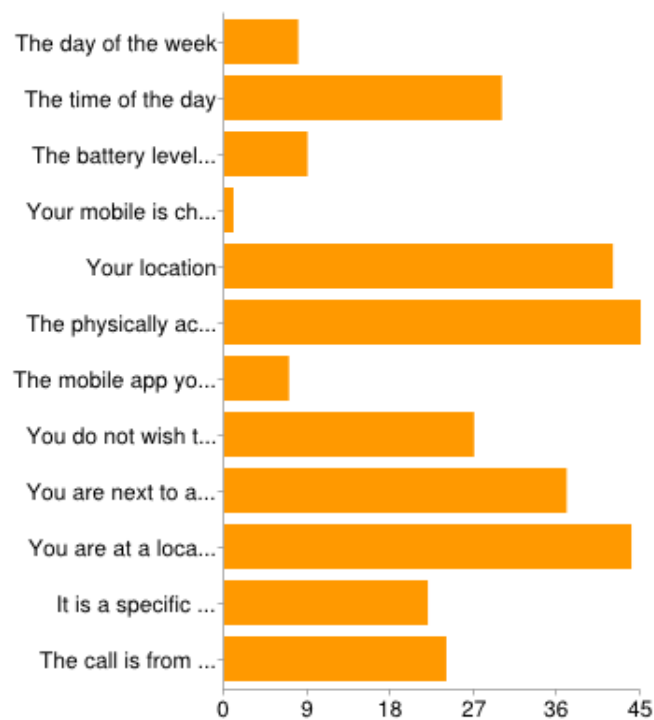 The day of the week
The time of the day
The battery level...
Your mobile is ch...
Your location
The physically ac...
The mobile app yo...
You do not wish t...
You are next to a...
You are at a loca...
It is a specific ...
The call is from ...
0 9 18 27 36 45